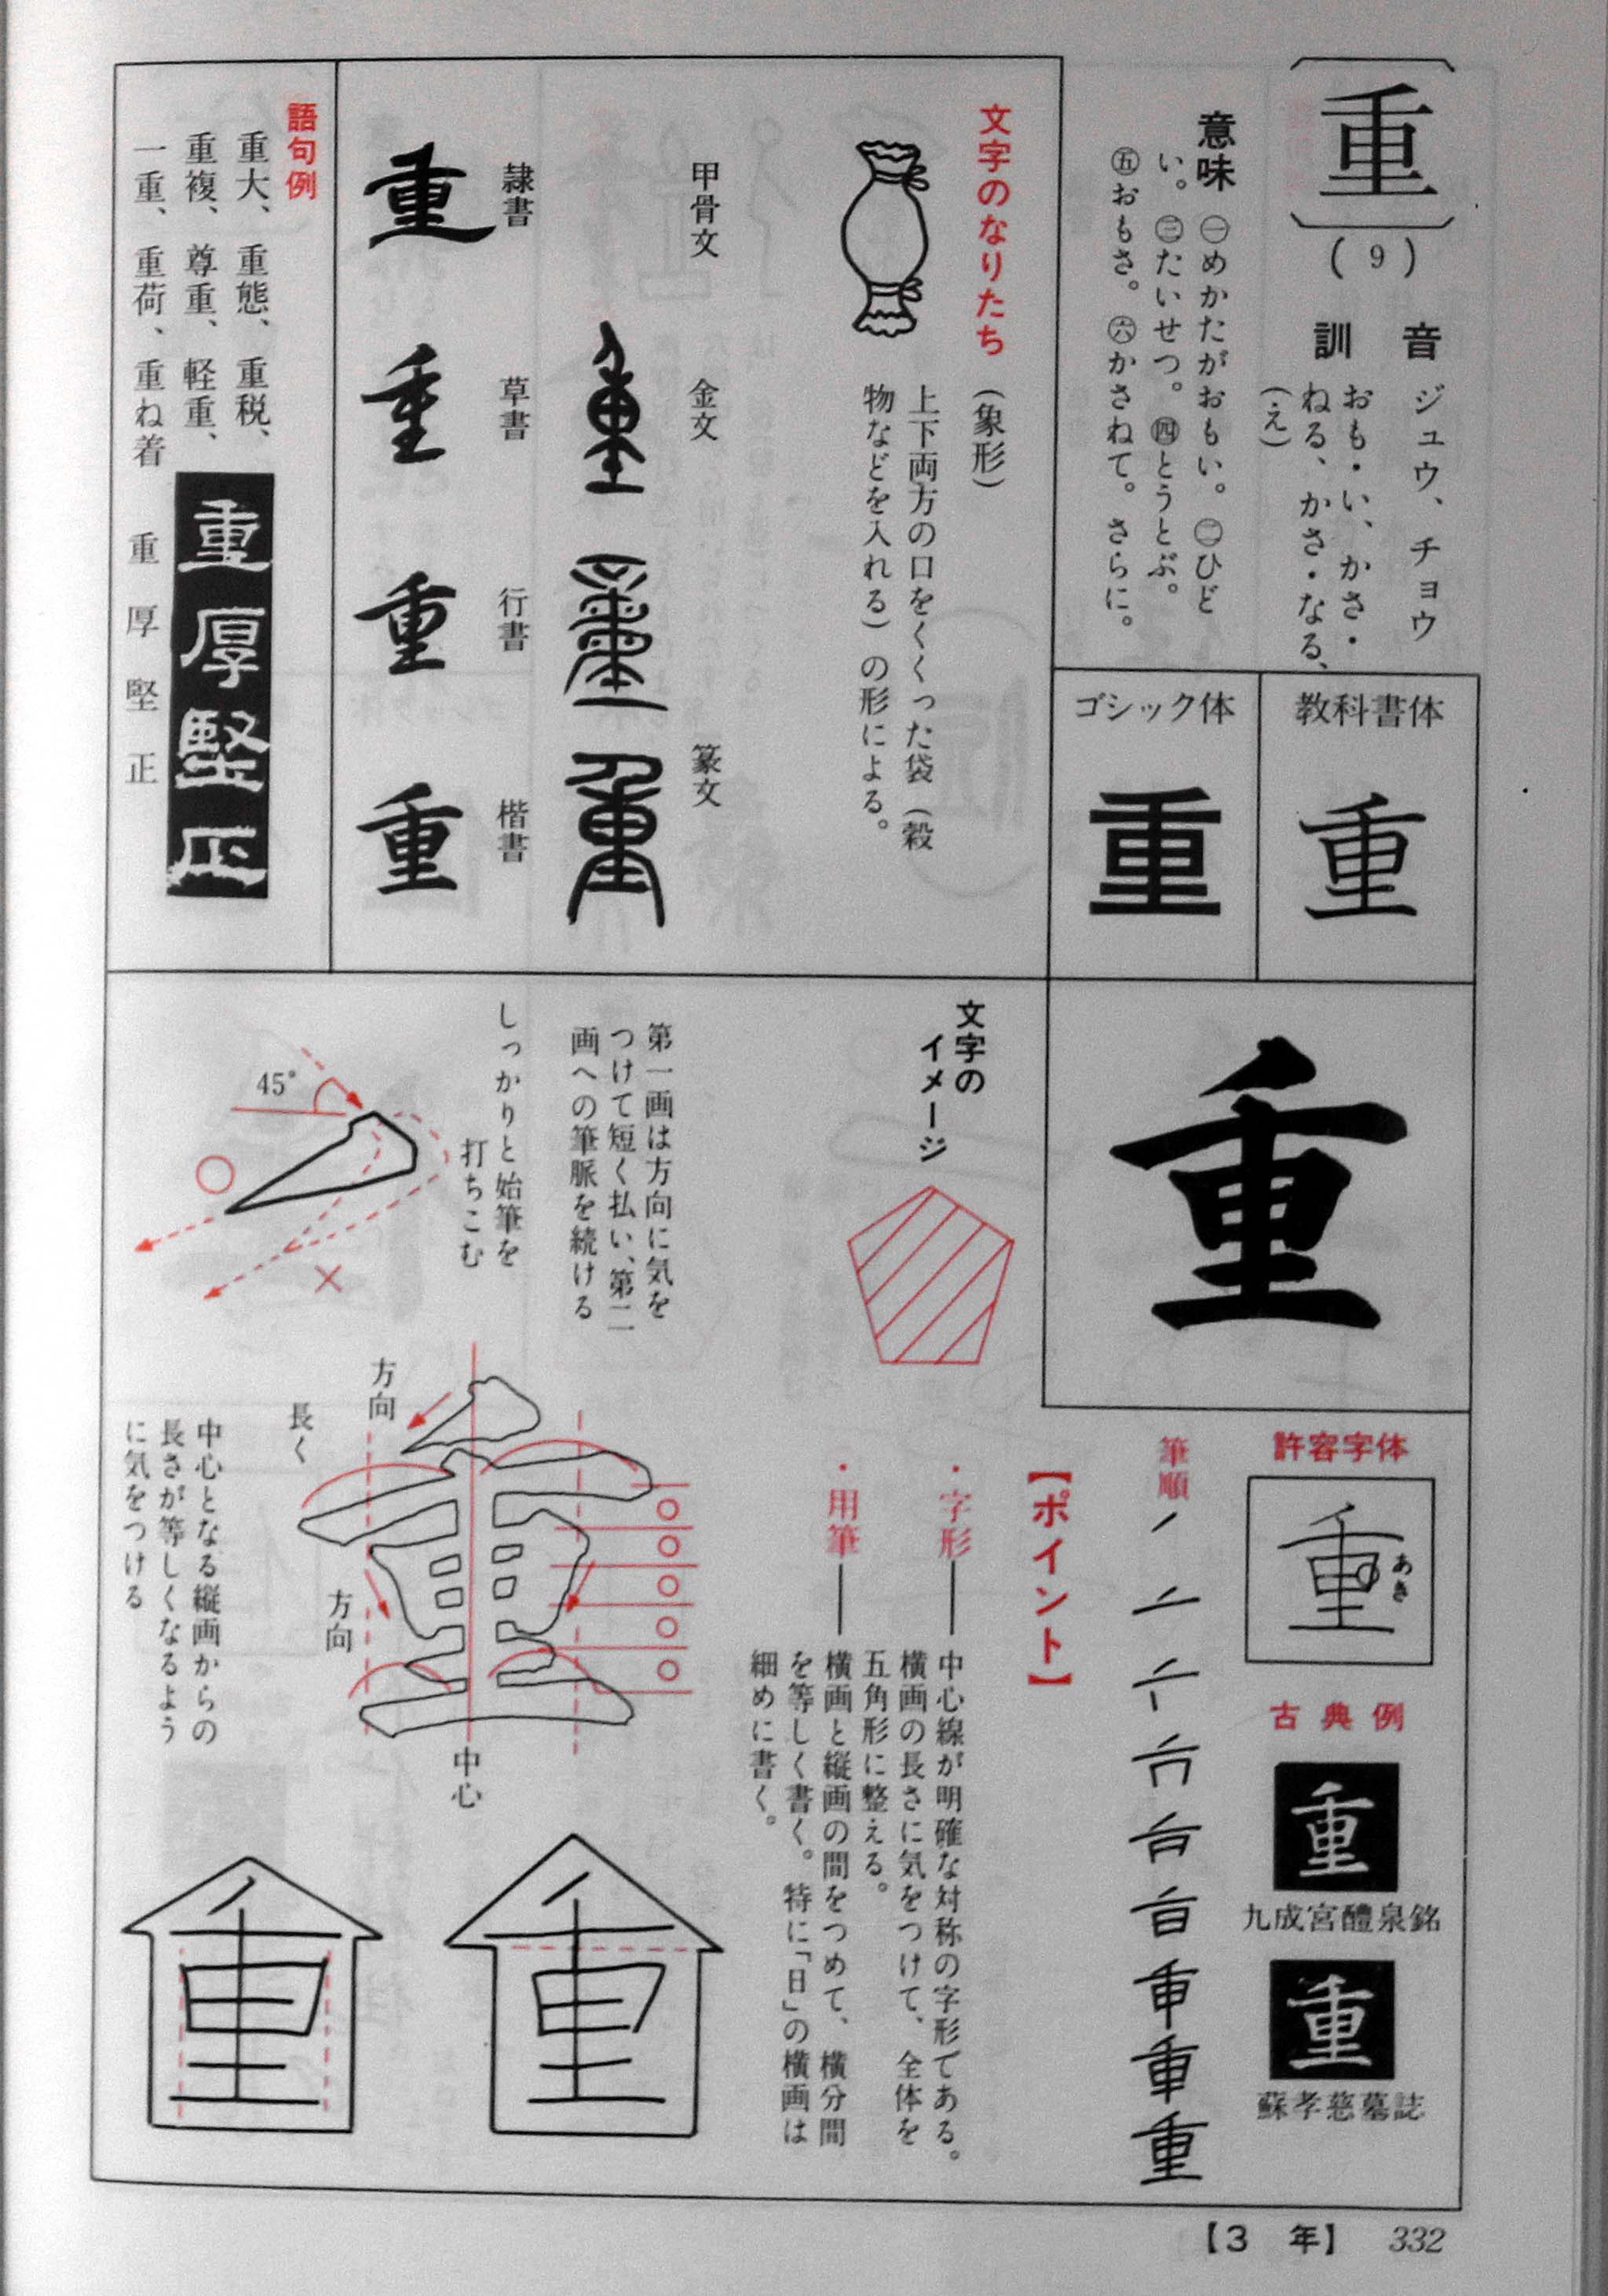 〔重〕(9)
音　ジュウ、チョウ
訓　おも・い、かさ・
ねる、かさ・なる、
(え)
意味　㊀めかたがおもい。㊁ひど
い。㊂たいせつ。㊃とうとぶ。
㊄おもさ。㊅かさねて。さらに。
教科書体
重
ゴシック体
重
文字のなりたち（象形）
上下両方の口をくくった袋（穀
物などを入れる）の形による。
甲骨文　金文　篆文
隷書　草書　行書　楷書
重　重　重　重
語句例
重大、重態、重税、
重複、尊重、軽重、
一重、重荷、重ね着
重厚堅正
重厚堅正
重
許容字体
重
あき
古典例
重
九成宮醴泉銘
重
蘇孝慈墓誌
筆順
重
【ポイント】
・字形──中心線が明確な対称の字形である。
横画の長さに気をつけて、全体を
五角形に整える。
・用筆──横画と縦画の間をつめて、横分間
を等しく書く。特に「日」の横画は
細めに書く。
文字の
イメージ
第一画は方向に気を
つけて短く払い、第二
画への筆脈を続ける
しっかりと始筆を
打ちこむ
45°
○
×
方向
長く
方向
中心
○
○
○
○
○
中心となる縦画からの
長さが等しくなるよう
に気をつける
重
重
【3　年】　332